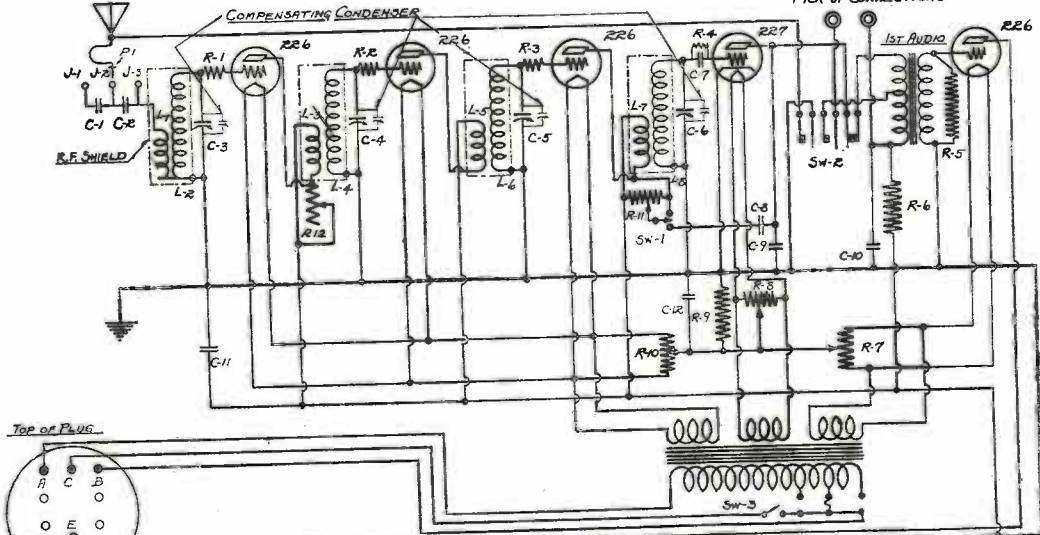 COMPENSATING CONDENSER
226
226
226
227
1ST AUDIO
226
P1
J-1
J-2
J-3
C-1
C-2
R.F. SHIELD
L-1
L-2
R-1
C-3
R-2
L-3
L-4
C-4
R12
R-3
L-5
L-6
C-5
R-4
C-7
L-7
L-8
C-6
R-11
SW-1
C-8
C-9
SW-2
R-5
R-6
C-10
C-11
C-12
R-9
R-8
R-10
R-7
SW-3
TOP OF PLUG
A
C
B
E